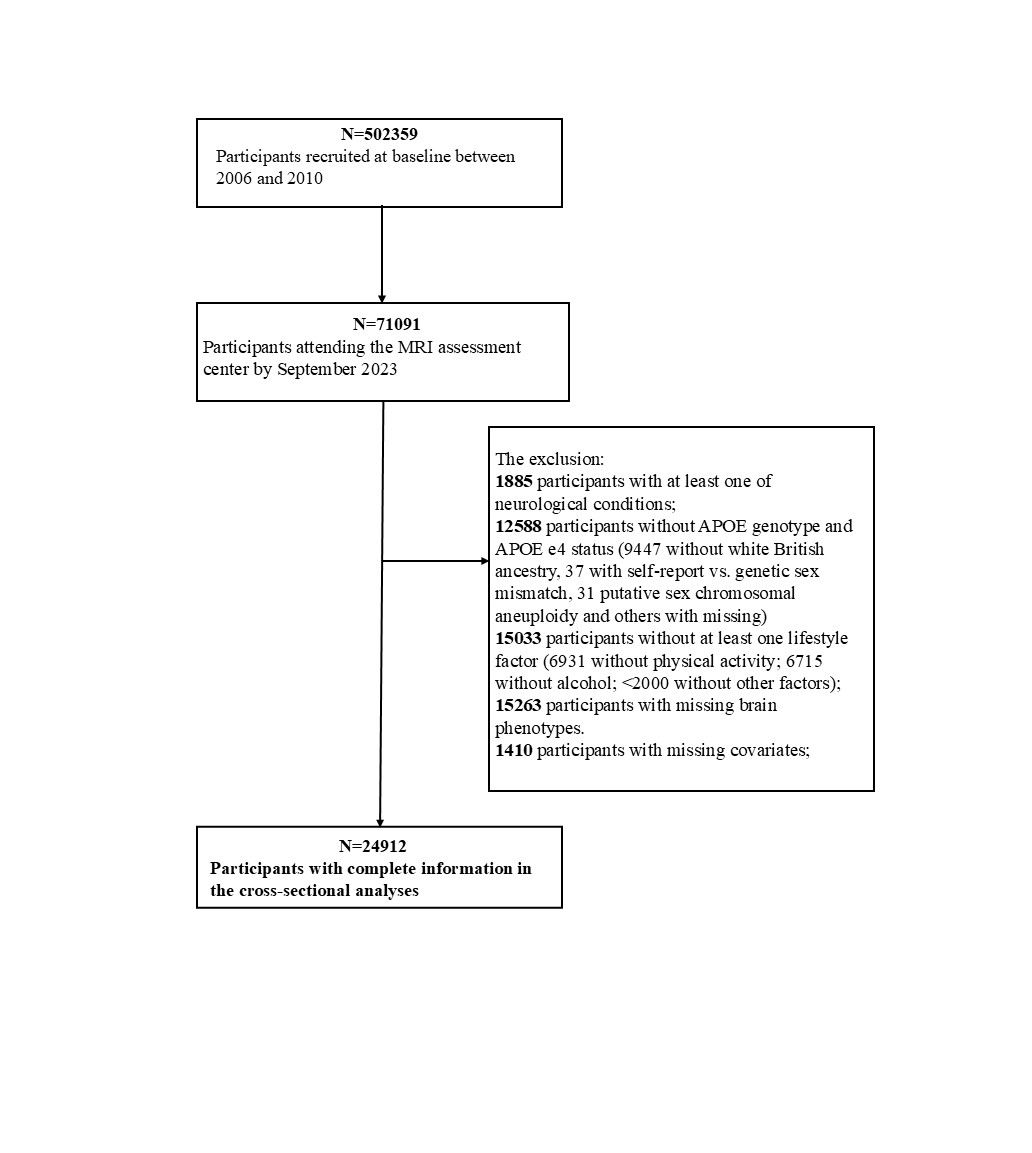 N=502359
Participants recruited at baseline between
2006 and 2010
N=71091
Participants attending the MRI assessment
center by September 2023
The exclusion:
1885 participants with at least one of
neurological conditions;
12588 participants without APOE genotype and
APOE e4 status (9447 without white British
ancestry, 37 with self-report vs. genetic sex
mismatch, 31 putative sex chromosomal
aneuploidy and others with missing)
15033 participants without at least one lifestyle
factor (6931 without physical activity; 6715
without alcohol; <2000 without other factors);
15263 participants with missing brain
phenotypes.
1410 participants with missing covariates;
N=24912
Participants with complete information in
the cross-sectional analyses